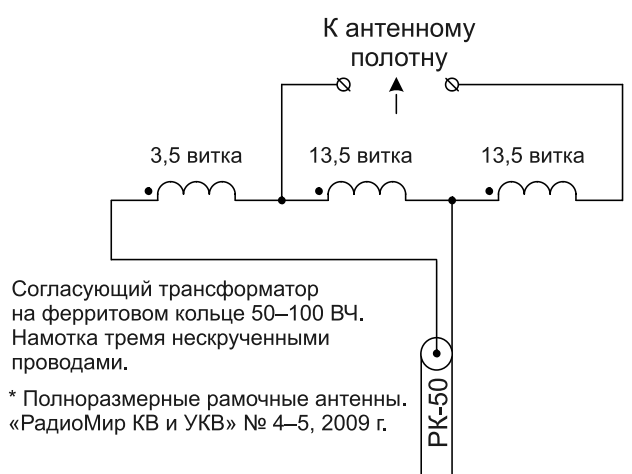 К антенному
полотну
3,5 витка
13,5 витка
13,5 витка
Согласующий трансформатор
на ферритовом кольце 50–100 ВЧ.
Намотка тремя нескрученными
проводами.
* Полноразмерные рамочные антенны.
«РадиоМир КВ и УКВ» № 4–5, 2009 г.
РК-50